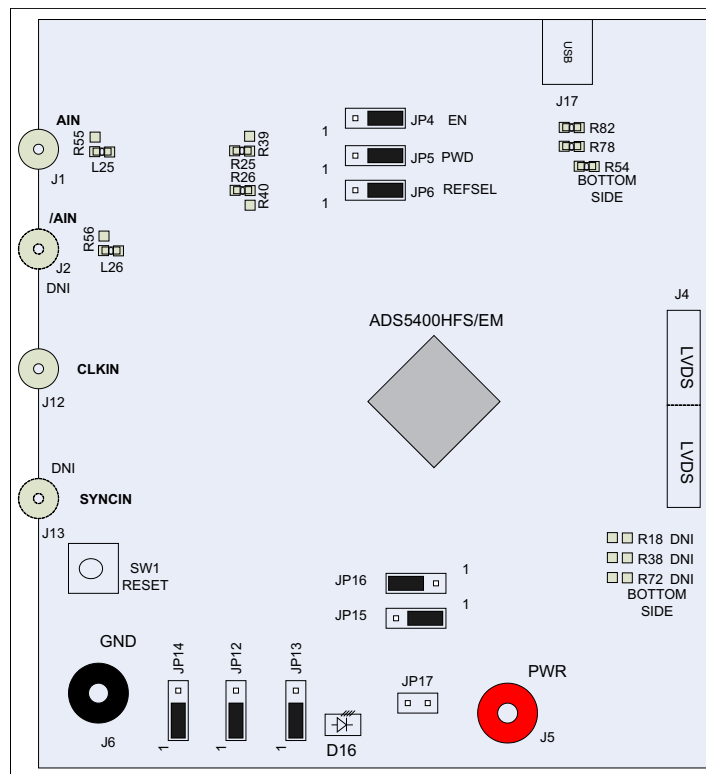 USB
J17
AIN
R55
L25
J1
R39
R25
R26
R40
1
JP4 EN
JP5 PWD
JP6 REFSEL
1
R82
R78
R54
BOTTOM
SIDE
/AIN
R56
L26
J2
DNI
J4
LVDS
LVDS
ADS5400HFS/EM
CLKIN
J12
DNI
SYNCIN
J13
SW1
RESET
R18 DNI
R38 DNI
R72 DNI
BOTTOM
SIDE
JP16
1
JP15
1
GND
J6
JP14
1
JP12
1
JP13
1
D16
JP17
PWR
J5